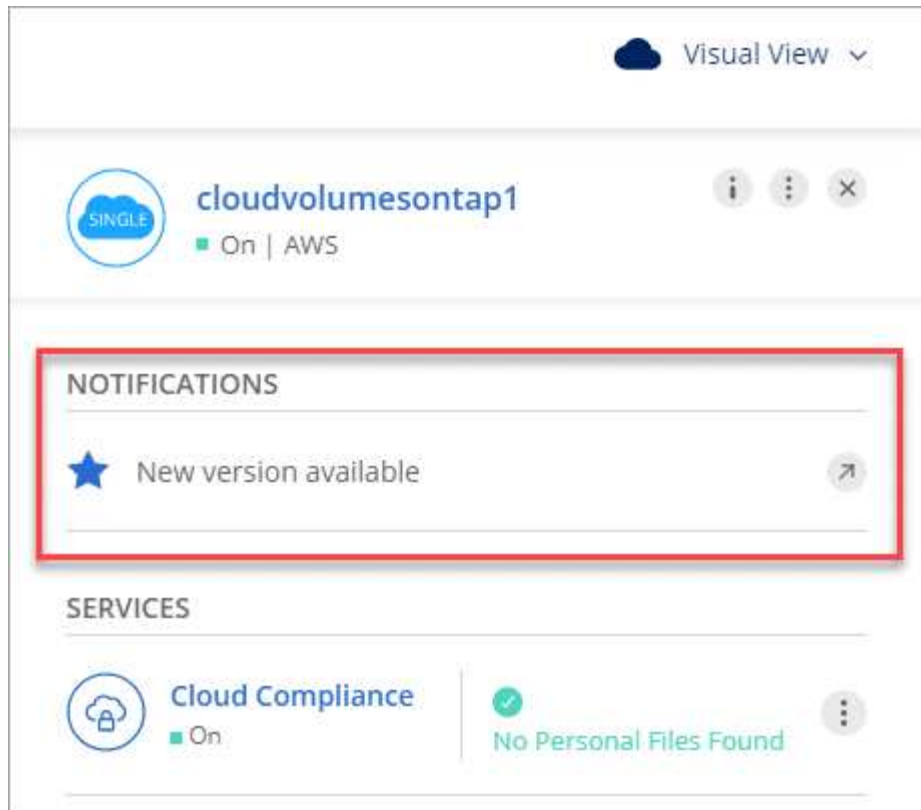 Visual View
SINGLE
cloudvolumesontap1
On | AWS
NOTIFICATIONS
New version available
SERVICES
Cloud Compliance
On
No Personal Files Found